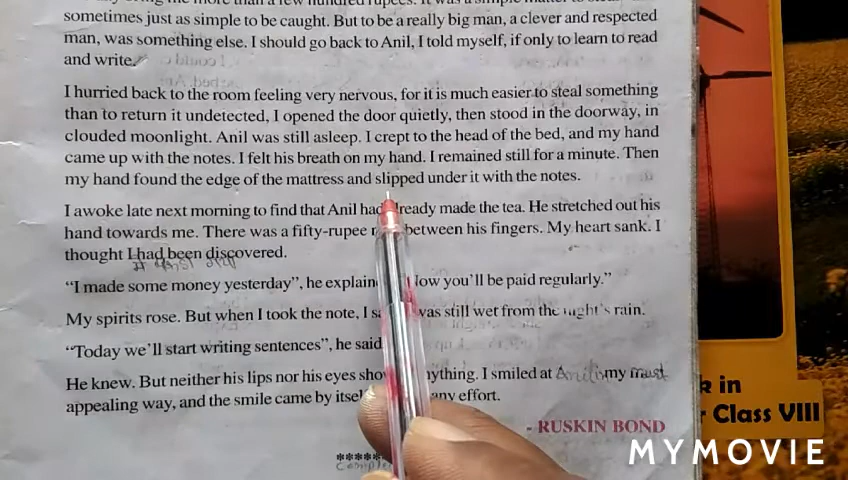 sometimes just as simple to be caught. But to be a really big man, a clever and respected
man, was something else. I should go back to Anil, I told myself, if only to learn to read
and write.
I hurried back to the room feeling very nervous, for it is much easier to steal something
than to return it undetected, I opened the door quietly, then stood in the doorway, in
clouded moonlight. Anil was still asleep. I crept to the head of the bed, and my hand
came up with the notes. I felt his breath on my hand. I remained still for a minute. Then
my hand found the edge of the mattress and slipped under it with the notes.
I awoke late next morning to find that Anil had already made the tea. He stretched out his
hand towards me. There was a fifty-rupee between his fingers. My heart sank. I
thought I had been discovered.
"I made some money yesterday", he explain Now you'll be paid regularly."
My spirits rose. But when I took the note, I was still wet from the night's rain.
"Today we'll start writing sentences", he said
He knew. But neither his lips nor his eyes anything. I smiled at my
appealing way, and the smile came by itsel any effort.
- RUSKIN BOND
k in
r Class VIII
MYMOVIE